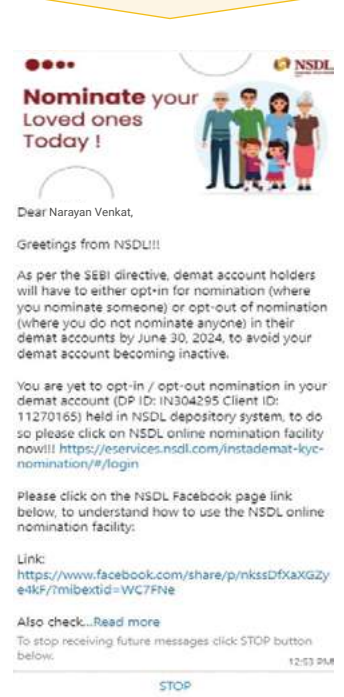 NSDL
Nominate your
Loved ones
Today !
Dear Narayan Venkat,
Greetings from NSDL!!!
As per the SEBI directive, demat account holders
will have to either opt-in for nomination (where
you nominate someone) or opt-out of nomination
(where you do not nominate anyone) in their
demat accounts by June 30, 2024, to avoid your
demat account becoming inactive.
You are yet to opt-in / opt-out nomination in your
demat account (DP ID: IN304295 Client ID:
11270165) held in NSDL depository system, to do
so please click on NSDL online nomination facility
now!!! https://eservices.nsdl.com/instademat-kyc-
nomination/#/login
Please click on the NSDL Facebook page link
below, to understand how to use the NSDL online
nomination facility:
Link:
https://www.facebook.com/share/p/nkssDfXaXGZy
e4kF/?mibextid=WC7FNe
Also check...Read more
To stop receiving future messages click STOP button
below.
12:53 PM
STOP